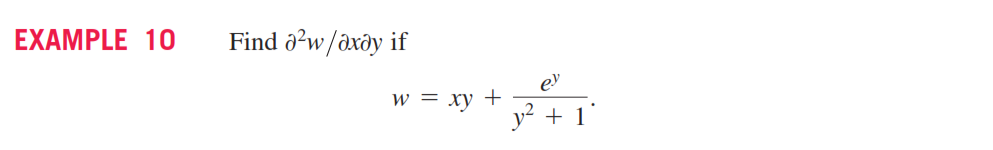 EXAMPLE 10 Find ∂²w/∂x∂y if
w = xy + e^y / (y² + 1).